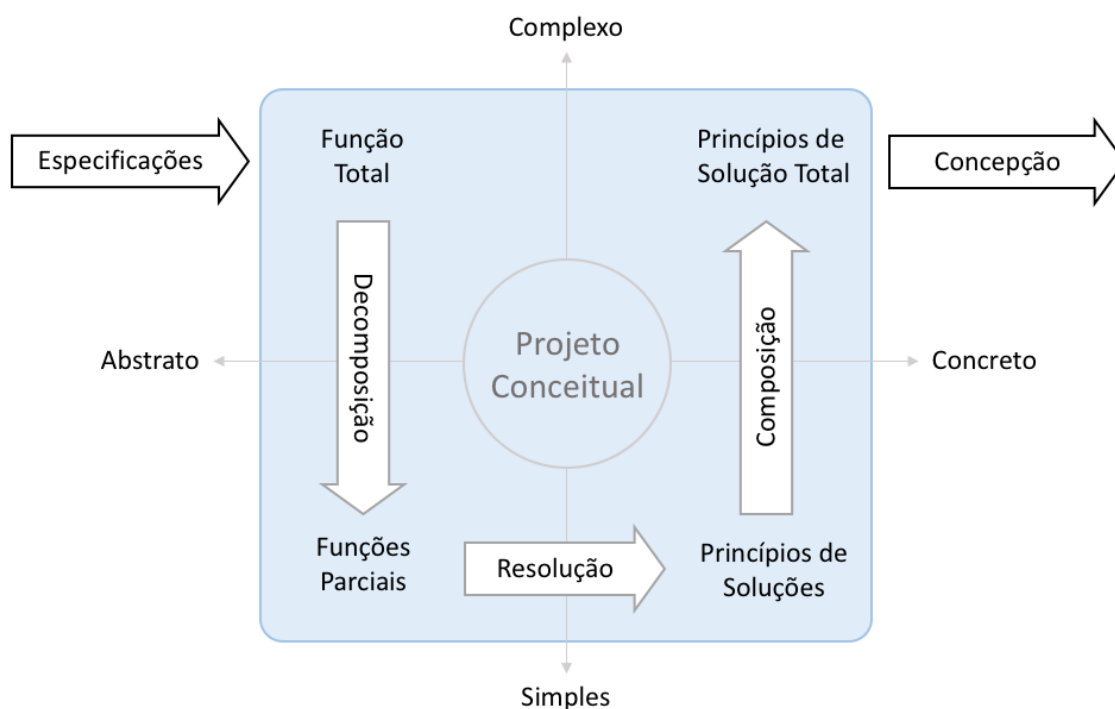 Complexo
Especificações
Função
Total
Princípios de
Solução Total
Concepção
Decomposição
Composição
Abstrato
Projeto
Conceitual
Concreto
Funções
Parciais
Resolução
Princípios de
Soluções
Simples